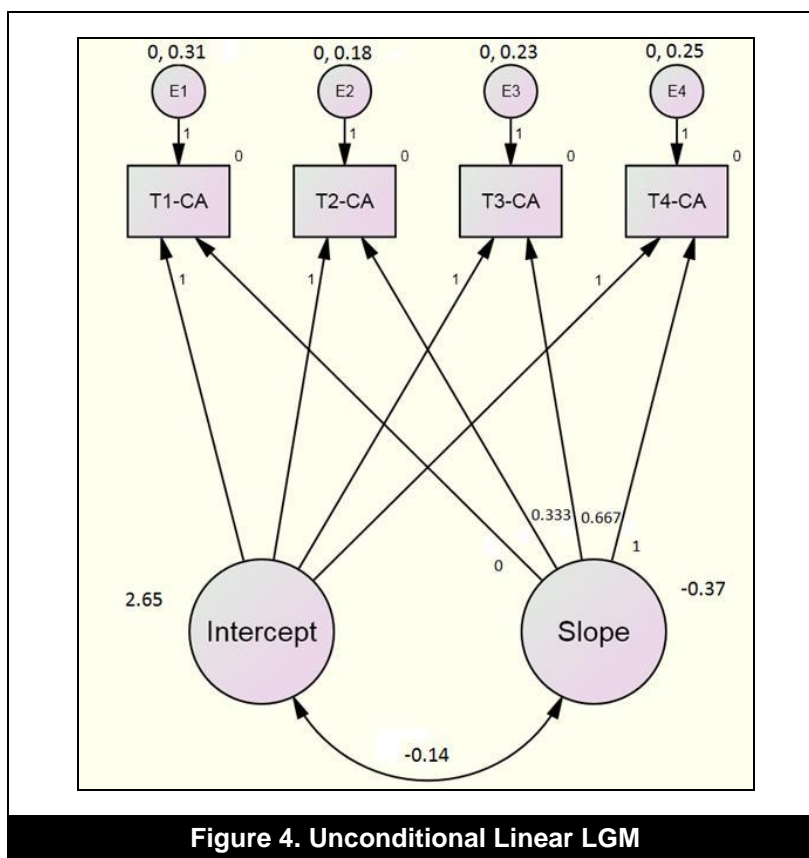 0, 0.31 0, 0.18 0, 0.23 0, 0.25
E1 E2 E3 E4
1 1 1 1
0 0 0 0
T1-CA T2-CA T3-CA T4-CA
1 1 1 1
0.333 0.667
0 1
2.65 -0.37
Intercept Slope
-0.14
Figure 4. Unconditional Linear LGM